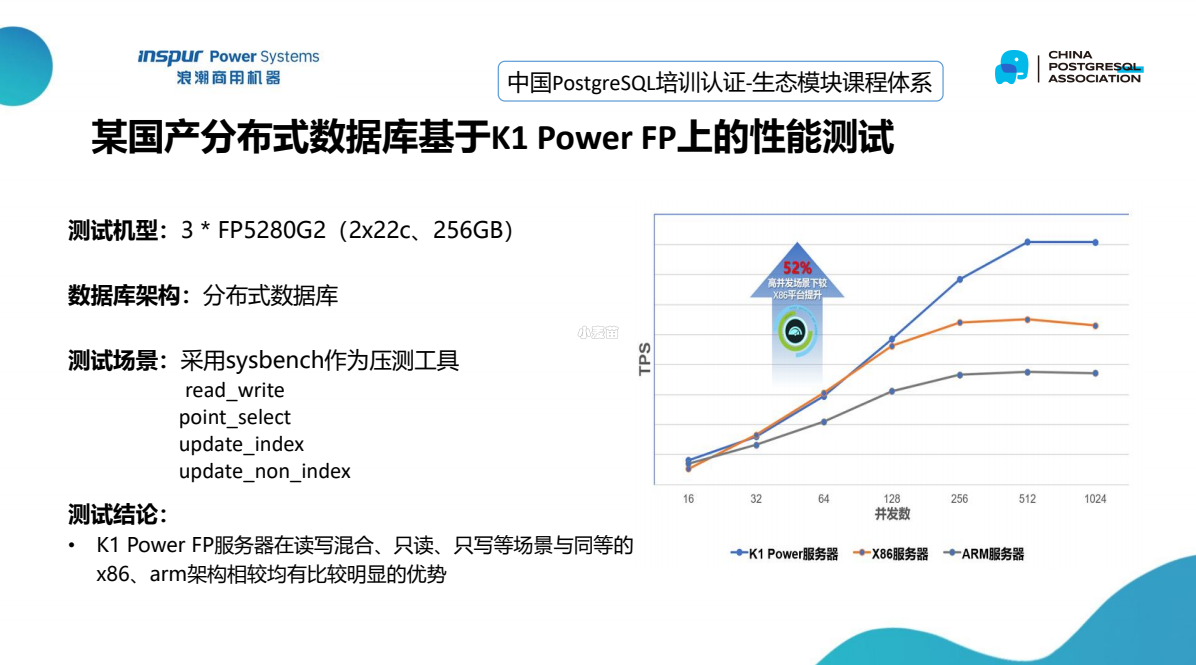 inspur Power Systems
浪潮商用机器
中国PostgreSQL培训认证-生态模块课程体系
CHINA
POSTGRESQL
ASSOCIATION
某国产分布式数据库基于K1 Power FP上的性能测试
测试机型：3 * FP5280G2（2x22c、256GB）
数据库架构：分布式数据库
测试场景：采用sysbench作为压测工具
read_write
point_select
update_index
update_non_index
测试结论：
• K1 Power FP服务器在读写混合、只读、只写等场景与同等的
x86、arm架构相较均有比较明显的优势
小麦苗
TPS
52%
高并发场景下较
X86平台提升
16 32 64 128 256 512 1024
并发数
K1 Power服务器 X86服务器 ARM服务器